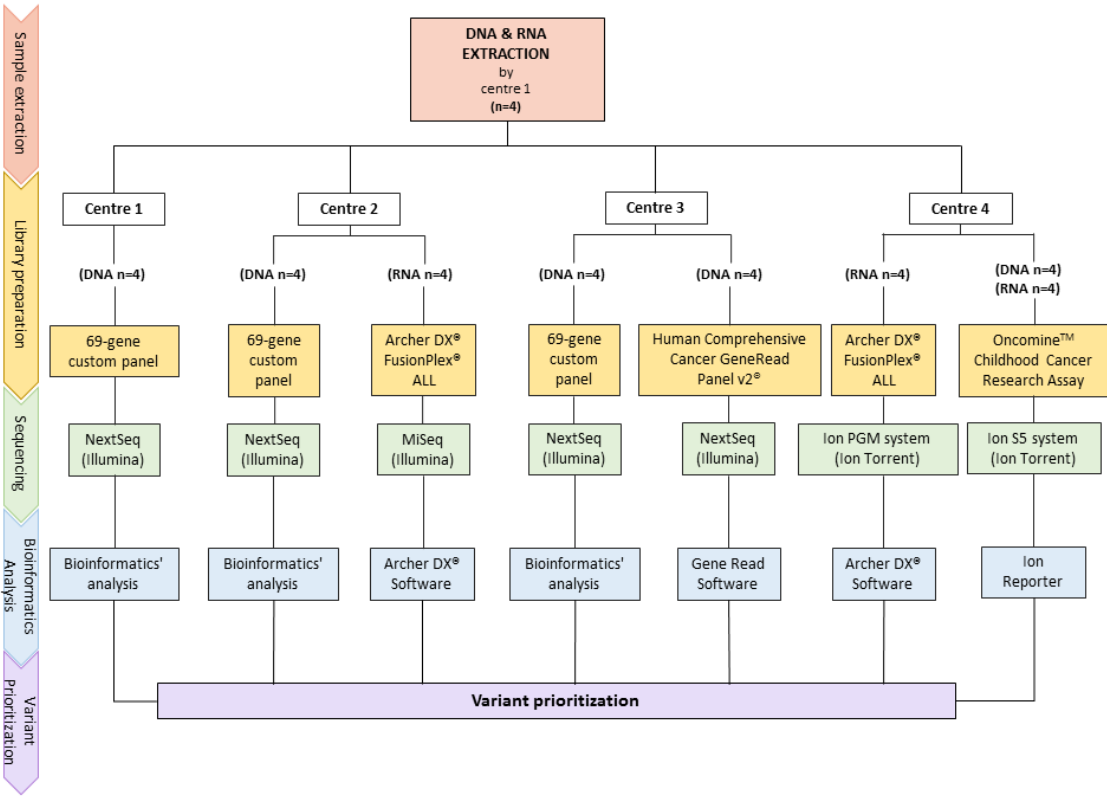 Sample extraction
DNA & RNA
EXTRACTION
by
centre 1
(n=4)
Library preparation
Centre 1
Centre 2
Centre 3
Centre 4
(DNA n=4)
(DNA n=4)
(RNA n=4)
(DNA n=4)
(DNA n=4)
(RNA n=4)
(DNA n=4)
(RNA n=4)
69-gene
custom panel
69-gene
custom
panel
Archer DX®
FusionPlex®
ALL
69-gene
custom
panel
Human Comprehensive
Cancer GeneRead
Panel v2®
Archer DX®
FusionPlex®
ALL
Oncomine™
Childhood Cancer
Research Assay
Sequencing
NextSeq
(Illumina)
NextSeq
(Illumina)
MiSeq
(Illumina)
NextSeq
(Illumina)
NextSeq
(Illumina)
Ion PGM system
(Ion Torrent)
Ion S5 system
(Ion Torrent)
Bioinformatics
Analysis
Bioinformatics'
analysis
Bioinformatics'
analysis
Archer DX®
Software
Bioinformatics'
analysis
Gene Read
Software
Archer DX®
Software
Ion
Reporter
Variant
Prioritization
Variant prioritization